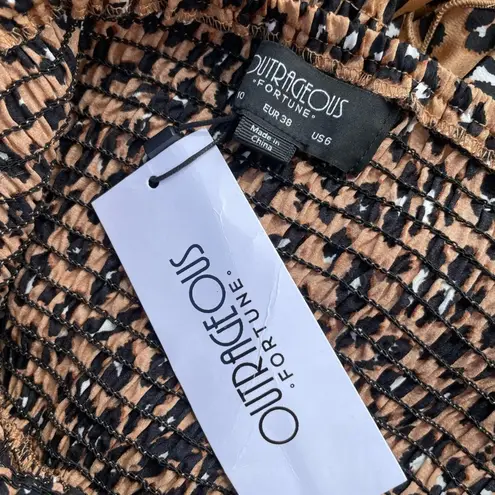 OUTRAGEOUS
°FORTUNE°
10 EUR 38 US 6
Made in
China
OUTRAGEOUS
°FORTUNE°